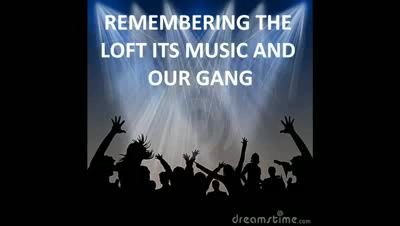 REMEMBERING THE
LOFT ITS MUSIC AND
OUR GANG
dreamstime.com